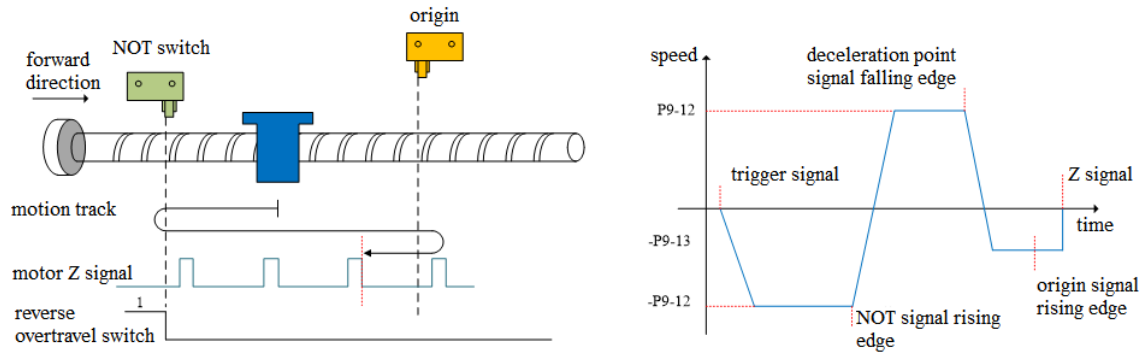 origin
NOT switch
forward
direction
motion track
motor Z signal
1
reverse
overtravel switch
speed
deceleration point
signal falling edge
P9-12
trigger signal
Z signal
time
-P9-13
origin signal
rising edge
-P9-12
NOT signal rising
edge